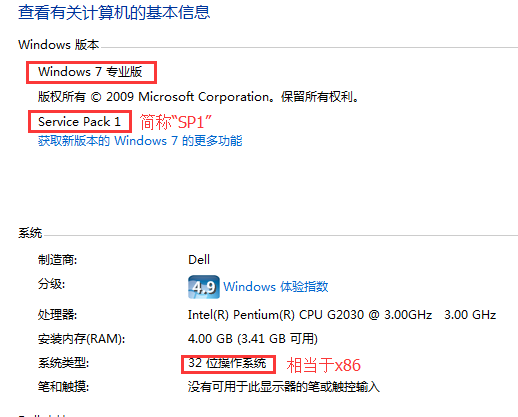 查看有关计算机的基本信息
Windows 版本
Windows 7 专业版
版权所有 © 2009 Microsoft Corporation。保留所有权利。
Service Pack 1 简称“SP1”
获取新版本的 Windows 7 的更多功能
系统
制造商: Dell
分级: 4.9 Windows 体验指数
处理器: Intel(R) Pentium(R) CPU G2030 @ 3.00GHz 3.00 GHz
安装内存(RAM): 4.00 GB (3.41 GB 可用)
系统类型: 32 位操作系统 相当于x86
笔和触摸: 没有可用于此显示器的笔或触控输入